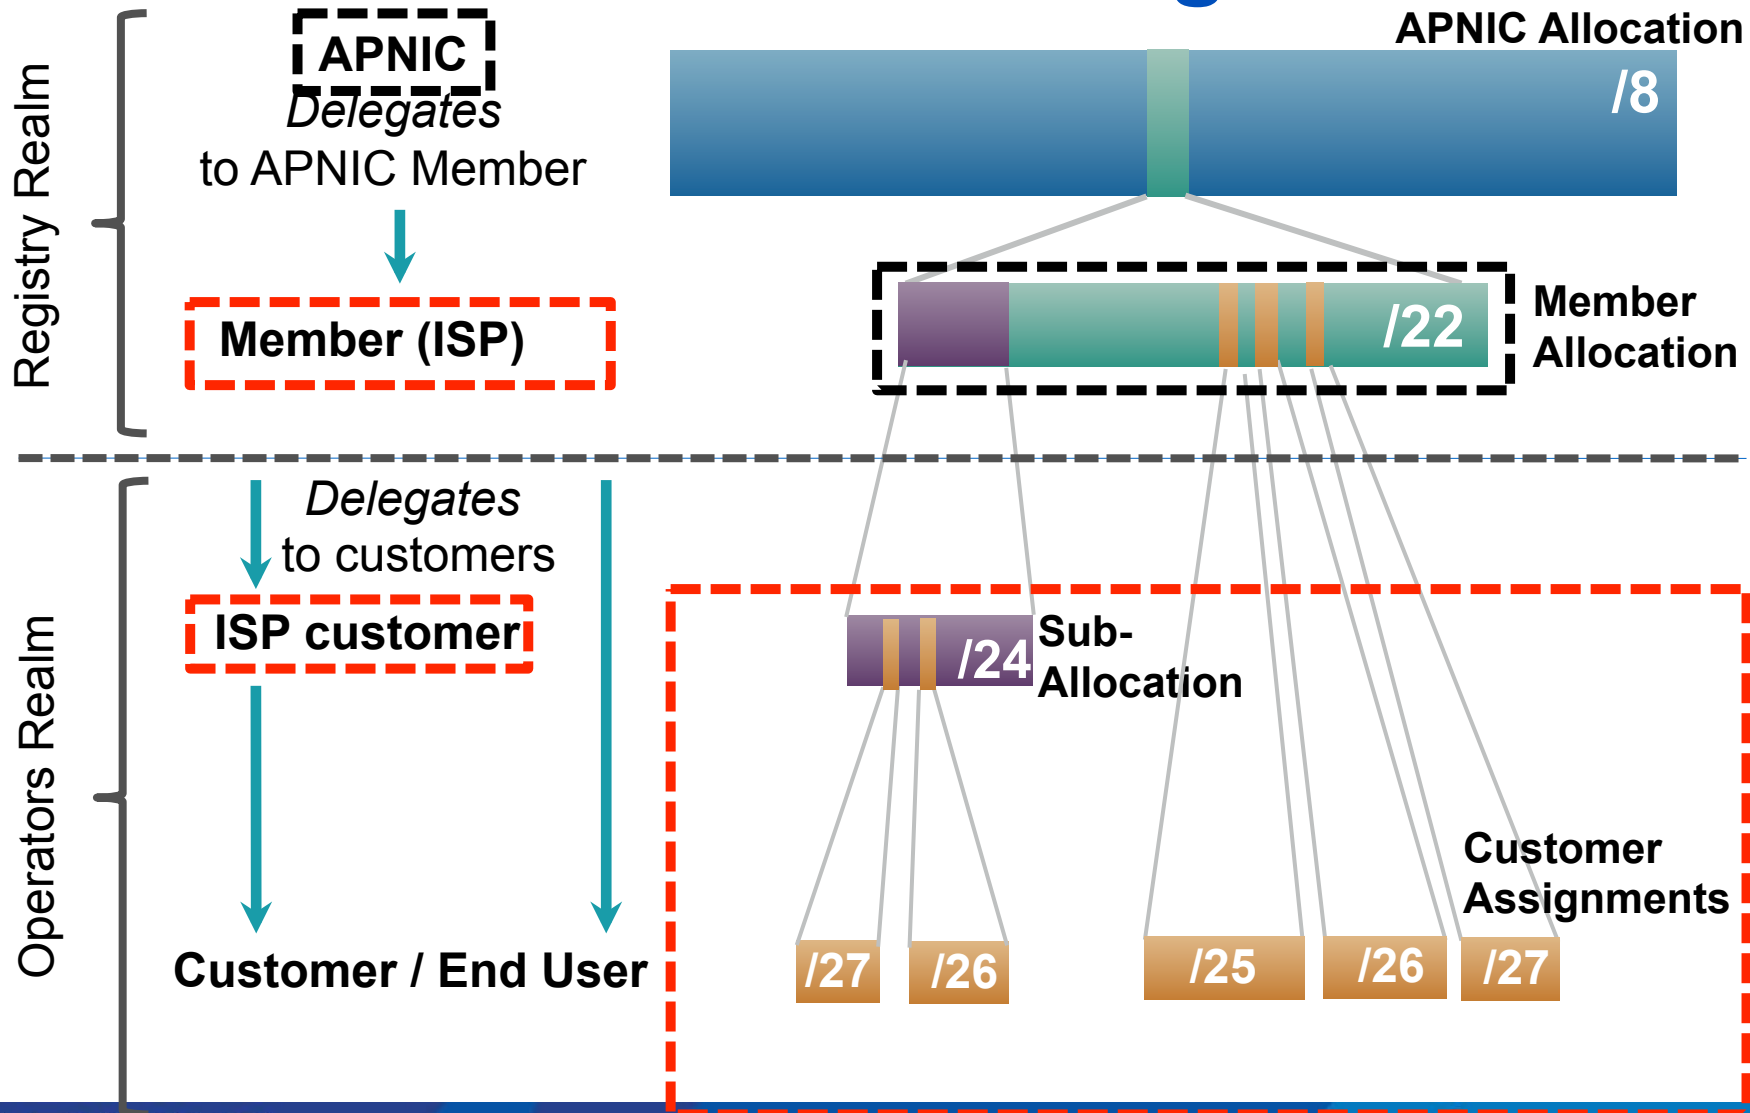 APNIC Allocation
/8
Registry Realm
APNIC
Delegates
to APNIC Member
Member (ISP)
/22
Member
Allocation
Operators Realm
Delegates
to customers
ISP customer
/24
Sub-
Allocation
Customer
Assignments
Customer / End User
/27
/26
/25
/26
/27